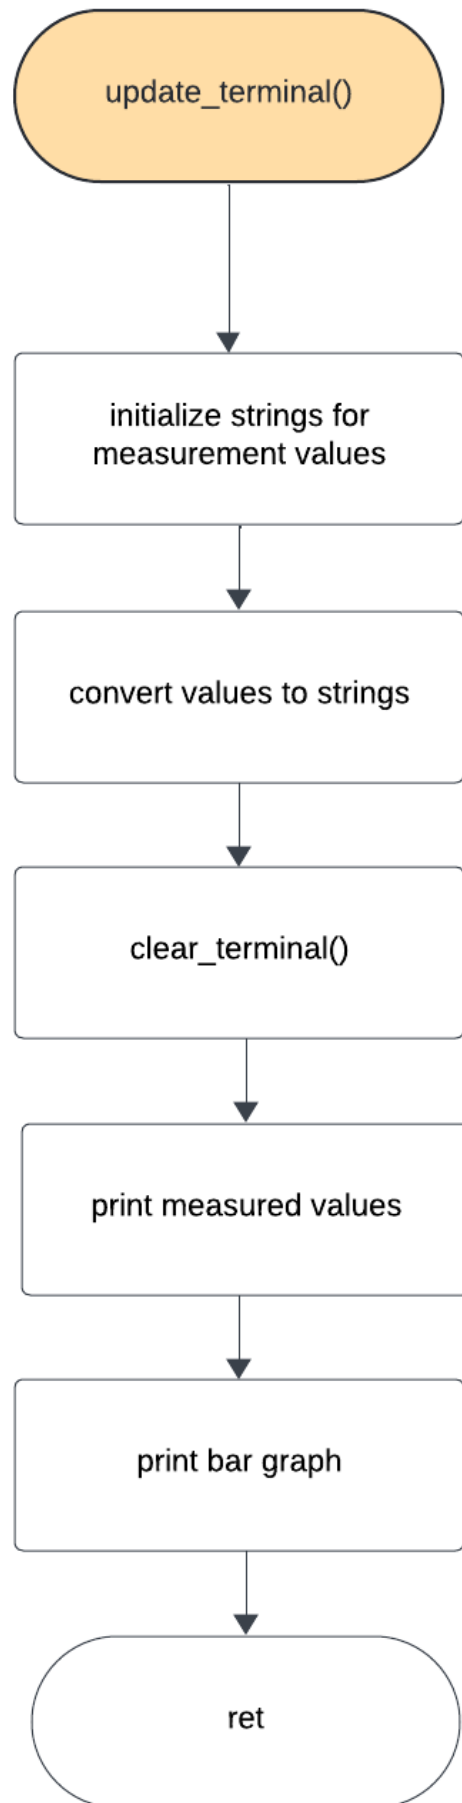 update_terminal()
initialize strings for
measurement values
convert values to strings
clear_terminal()
print measured values
print bar graph
ret